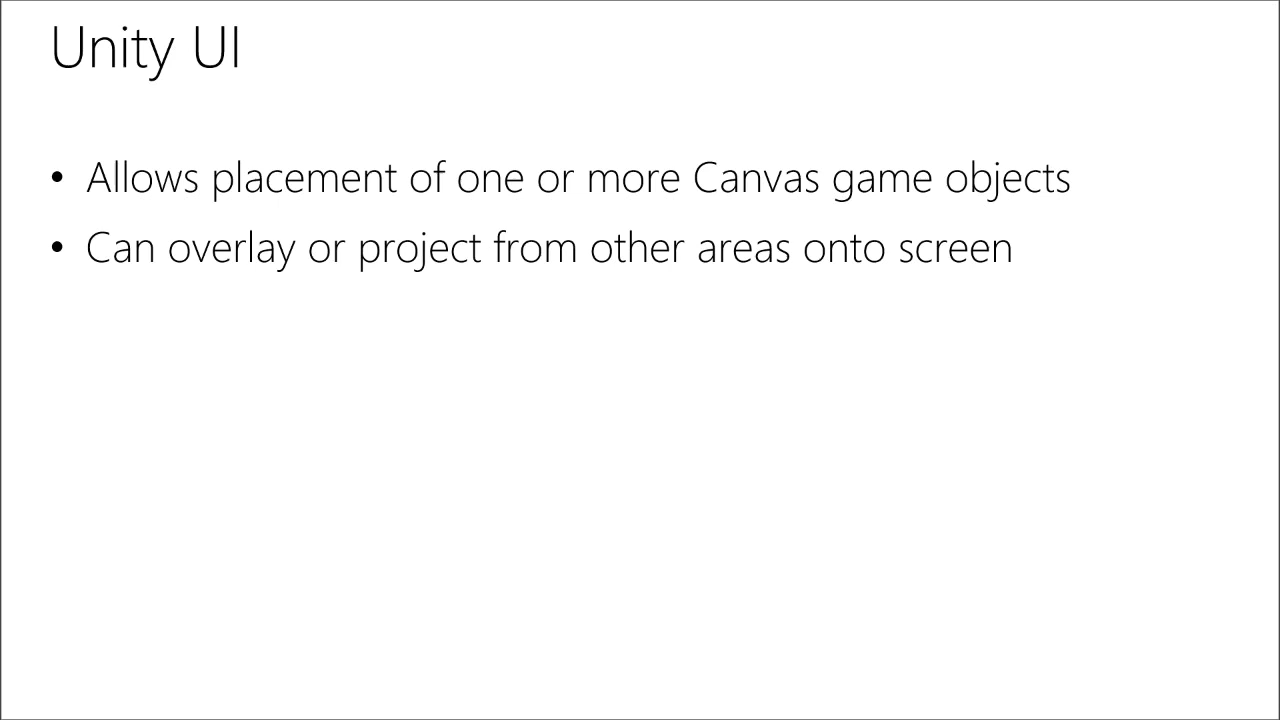 Unity UI
• Allows placement of one or more Canvas game objects
• Can overlay or project from other areas onto screen